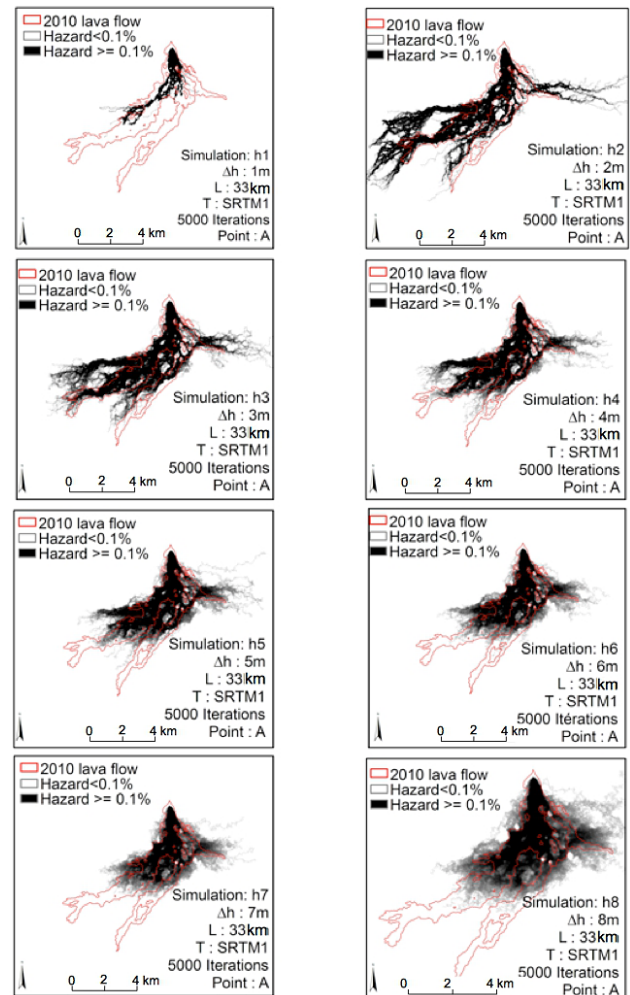 2010 lava flow
Hazard<0.1%
Hazard >= 0.1%
Simulation: h1
Δh : 1m
L : 33km
T : SRTM1
5000 Iterations
Point : A
0 2 4 km
2010 lava flow
Hazard<0.1%
Hazard >= 0.1%
Simulation: h2
Δh : 2m
L : 33km
T : SRTM1
5000 Iterations
Point : A
0 2 4 km
2010 lava flow
Hazard<0.1%
Hazard >= 0.1%
Simulation: h3
Δh : 3m
L : 33km
T : SRTM1
5000 Iterations
Point : A
0 2 4 km
2010 lava flow
Hazard<0.1%
Hazard >= 0.1%
Simulation: h4
Δh : 4m
L : 33km
T : SRTM1
5000 Iterations
Point : A
0 2 4 km
2010 lava flow
Hazard<0.1%
Hazard >= 0.1%
Simulation: h5
Δh : 5m
L : 33km
T : SRTM1
5000 Iterations
Point : A
0 2 4 km
2010 lava flow
Hazard<0.1%
Hazard >= 0.1%
Simulation: h6
Δh : 6m
L : 33km
T : SRTM1
5000 Itérations
Point : A
0 2 4 km
2010 lava flow
Hazard<0.1%
Hazard >= 0.1%
Simulation: h7
Δh : 7m
L : 33km
T : SRTM1
5000 Iterations
Point : A
0 2 4 km
2010 lava flow
Hazard<0.1%
Hazard >= 0.1%
Simulation: h8
Δh : 8m
L : 33km
T : SRTM1
5000 Iterations
Point : A
0 2 4 km